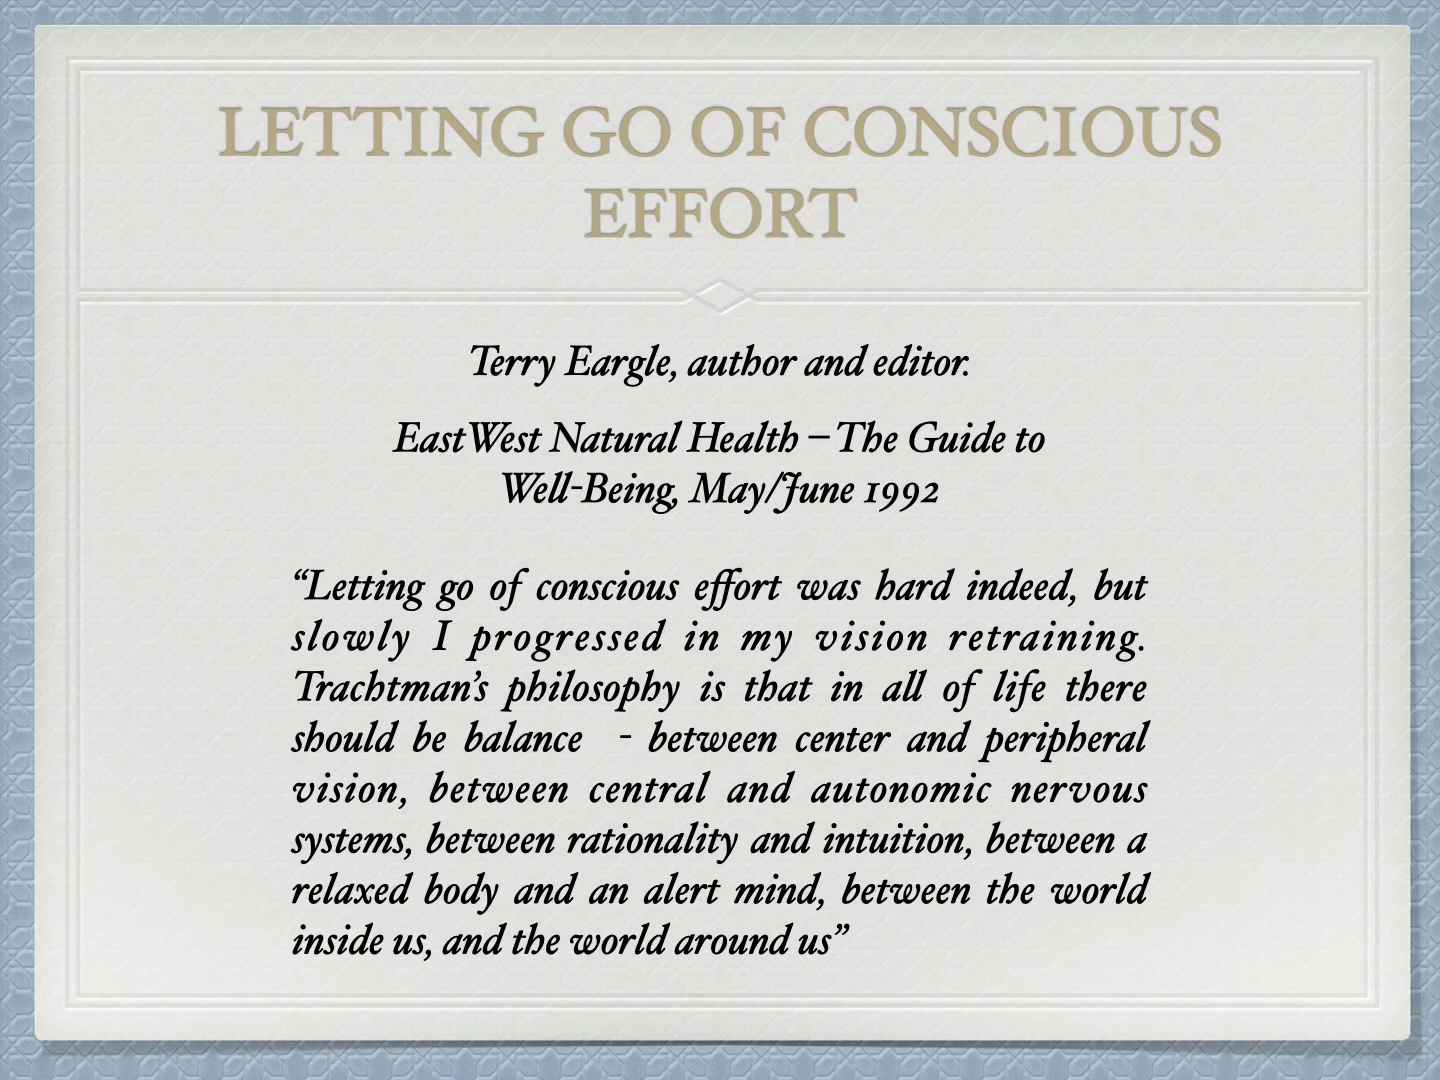 LETTING GO OF CONSCIOUS
EFFORT
Terry Eargle, author and editor.
EastWest Natural Health – The Guide to
Well-Being, May/June 1992
“Letting go of conscious effort was hard indeed, but
slowly I progressed in my vision retraining.
Trachtman’s philosophy is that in all of life there
should be balance  - between center and peripheral
vision, between central and autonomic nervous
systems, between rationality and intuition, between a
relaxed body and an alert mind, between the world
inside us, and the world around us”